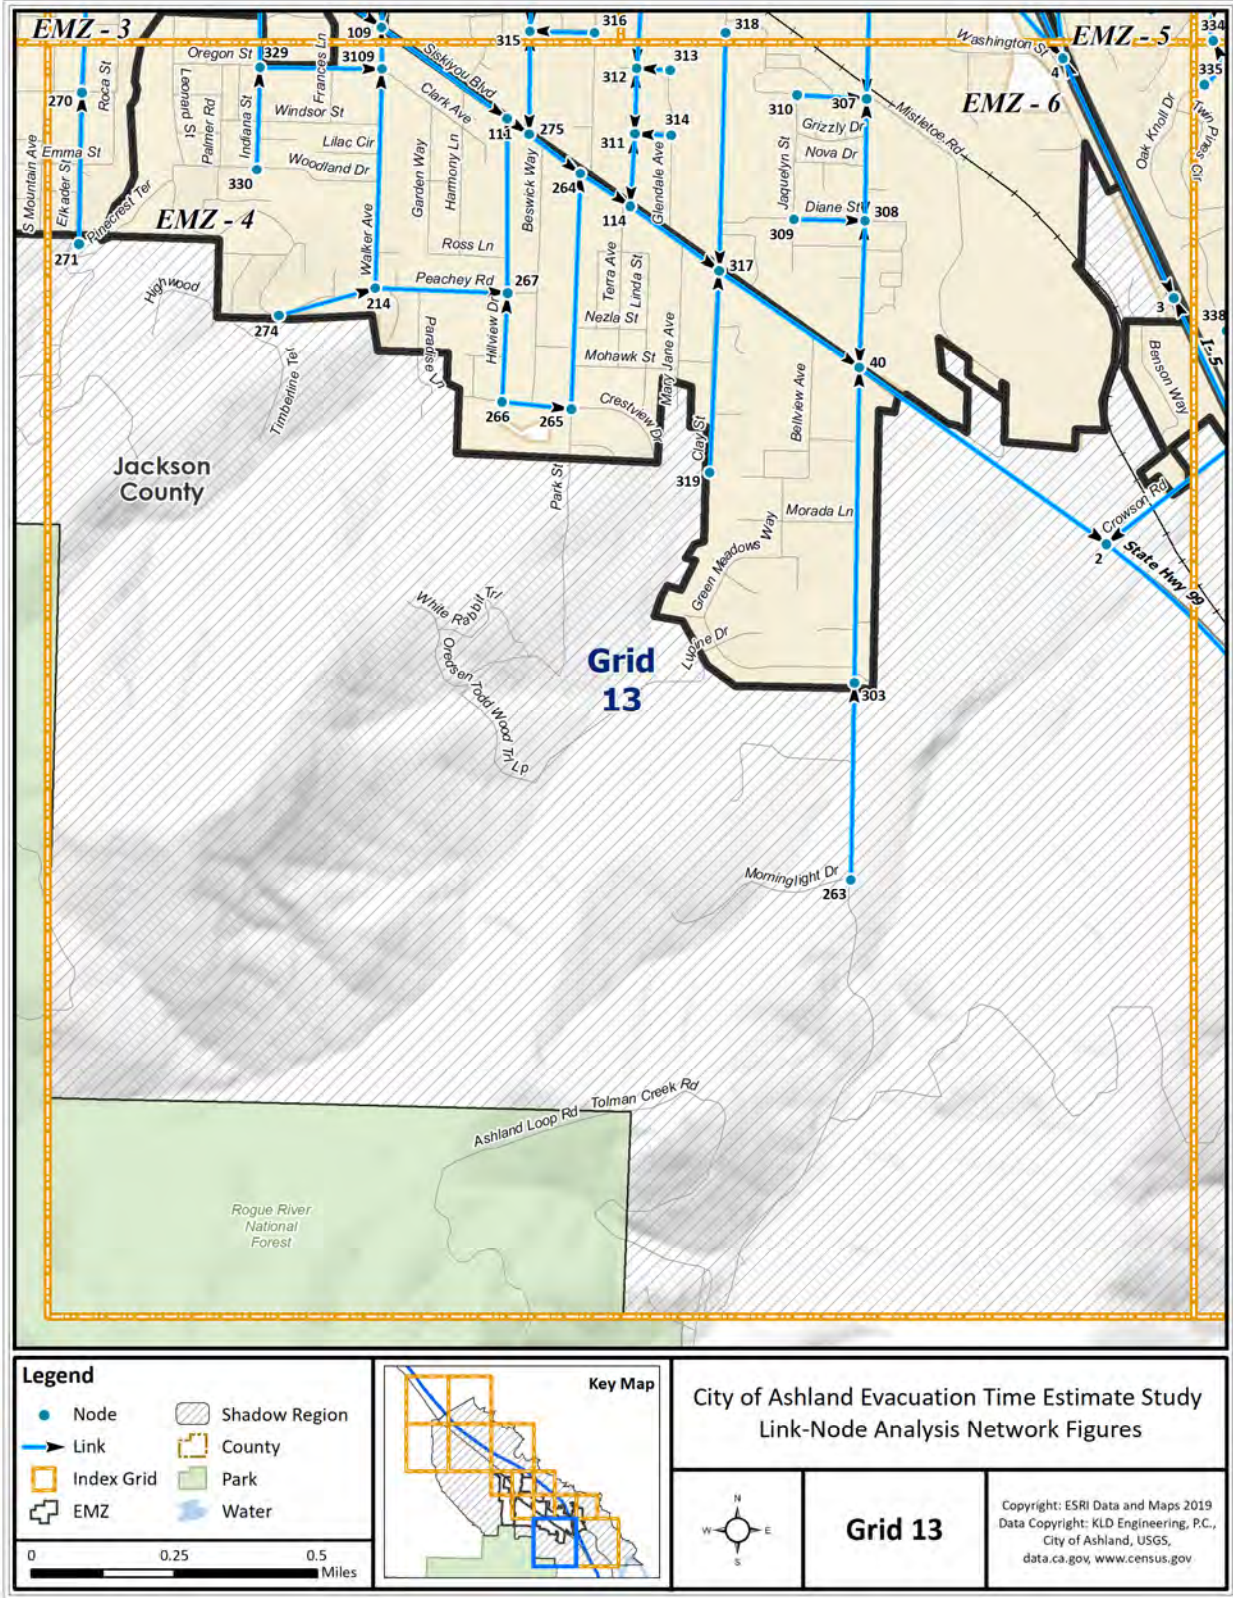 EMZ - 3
109
316
315
318
Washington St
EMZ - 5
334
Oregon St
329
3109
Frances Ln
Siskiyou Blvd
312
313
4
335
270
Roca St
Leonard St
Palmer Rd
Indiana St
Windsor St
Clark Ave
310
307
Mistletoe Rd
EMZ - 6
Oak Knoll Dr
Twin Pines Cir
S Mountain Ave
Emma St
Elkader St
Lilac Cir
111
275
311
314
Grizzly Dr
Nova Dr
Woodland Dr
330
Garden Way
Harmony Ln
Beswick Way
264
Glendale Ave
Jaquelyn St
Pinecrest Ter
EMZ - 4
Walker Ave
114
Diane St
308
309
271
Ross Ln
Terra Ave
Linda St
317
Highwood
Peachey Rd
267
214
274
Hillview Dr
Nezla St
3
338
I-5
Timberline Ter
Paradise Ln
Mohawk St
Mary Jane Ave
40
Benson Way
266
265
Crestview Dr
Clay St
Bellview Ave
Jackson
County
Park St
319
Morada Ln
Crowson Rd
State Hwy 99
2
Green Meadows Way
White Rabbit Trl
Oredsen Todd Wood Trl Lp
Lupine Dr
Grid
13
303
Morninglight Dr
263
Ashland Loop Rd
Tolman Creek Rd
Rogue River
National
Forest
Legend
Node
Link
Index Grid
EMZ
Shadow Region
County
Park
Water
0
0.25
0.5
Miles
Key Map
City of Ashland Evacuation Time Estimate Study
Link-Node Analysis Network Figures
N
W
E
S
Grid 13
Copyright: ESRI Data and Maps 2019
Data Copyright: KLD Engineering, P.C.,
City of Ashland, USGS,
data.ca.gov, www.census.gov